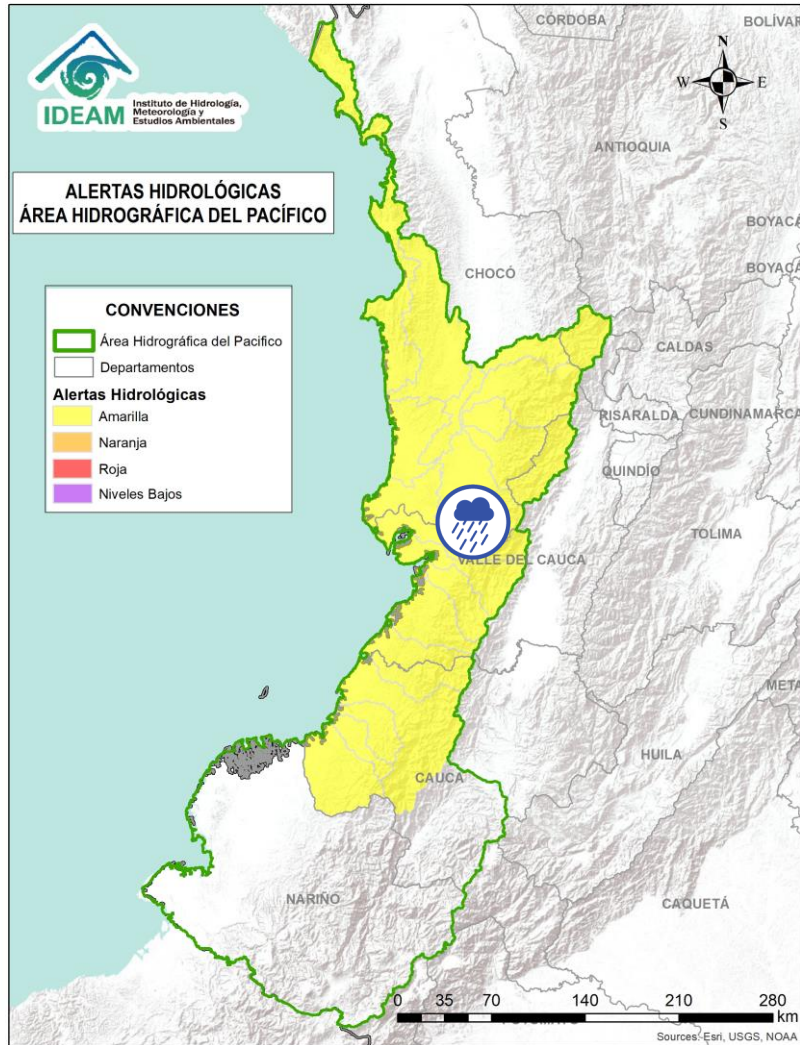 CÓRDOBA
BOLÍVAR
IDEAM
Instituto de Hidrología,
Meteorología y
Estudios Ambientales
N
W
E
S
ANTIOQUIA
ALERTAS HIDROLÓGICAS
ÁREA HIDROGRÁFICA DEL PACÍFICO
BOYACÁ
CHOCÓ
BOYACÁ
CONVENCIONES
Área Hidrográfica del Pacifico
Departamentos
Alertas Hidrológicas
Amarilla
Naranja
Roja
Niveles Bajos
CALDAS
RISARALDA
CUNDINAMARCA
QUINDÍO
TOLIMA
VALLE DEL CAUCA
META
HUILA
CAUCA
NARIÑO
CAQUETÁ
0 35 70 140 210 280
km
Sources: Esri, USGS, NOAA